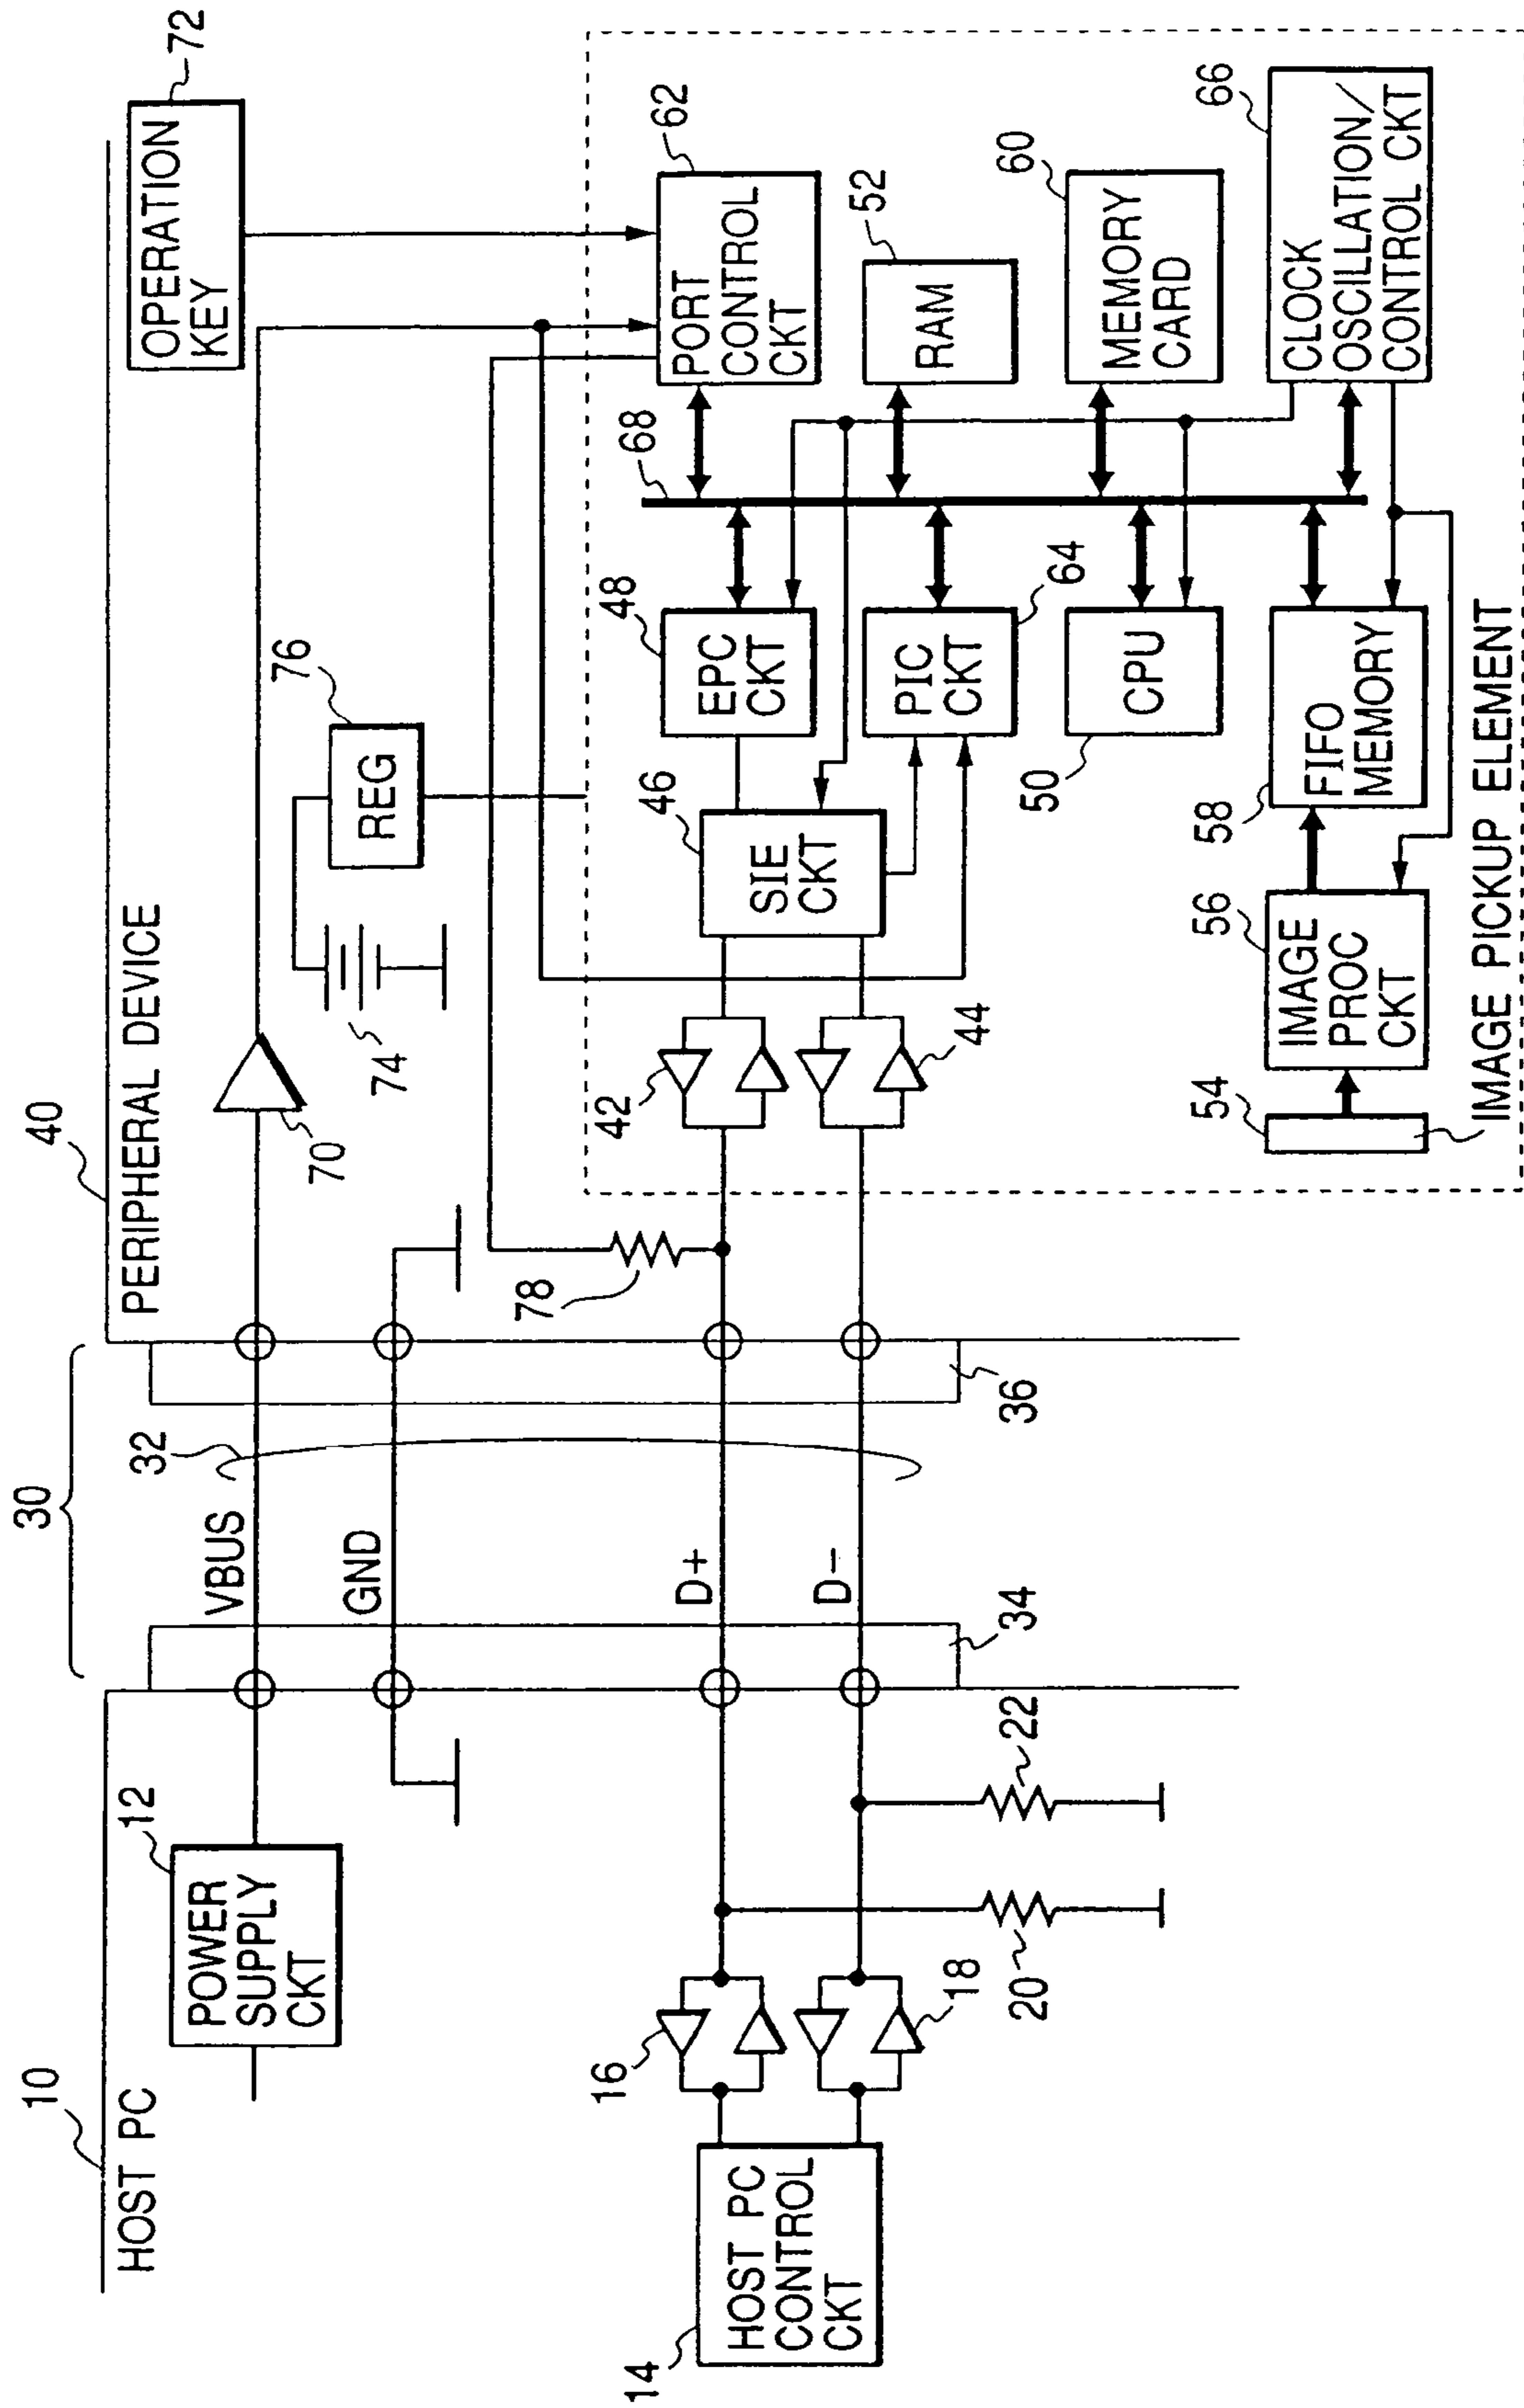 10
HOST PC
12
POWER
SUPPLY
CKT
14
HOST PC
CONTROL
CKT
16
18
20
22
30
32
VBUS
GND
D+
D−
34
36
40
PERIPHERAL DEVICE
70
74
76
REG
OPERATION
KEY
72
78
42
44
46
SIE
CKT
48
EPC
CKT
68
PORT
CONTROL
CKT
62
PIC
CKT
64
RAM
52
50
CPU
MEMORY
CARD
60
54
56
IMAGE
PROC
CKT
58
FIFO
MEMORY
CLOCK
OSCILLATION/
CONTROL CKT
66
IMAGE PICKUP ELEMENT